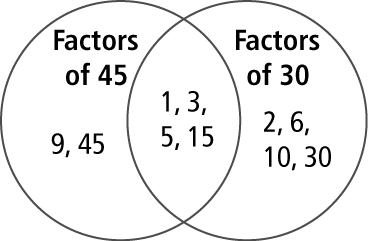 Factors
of 45
9, 45
1, 3,
5, 15
Factors
of 30
2, 6,
10, 30